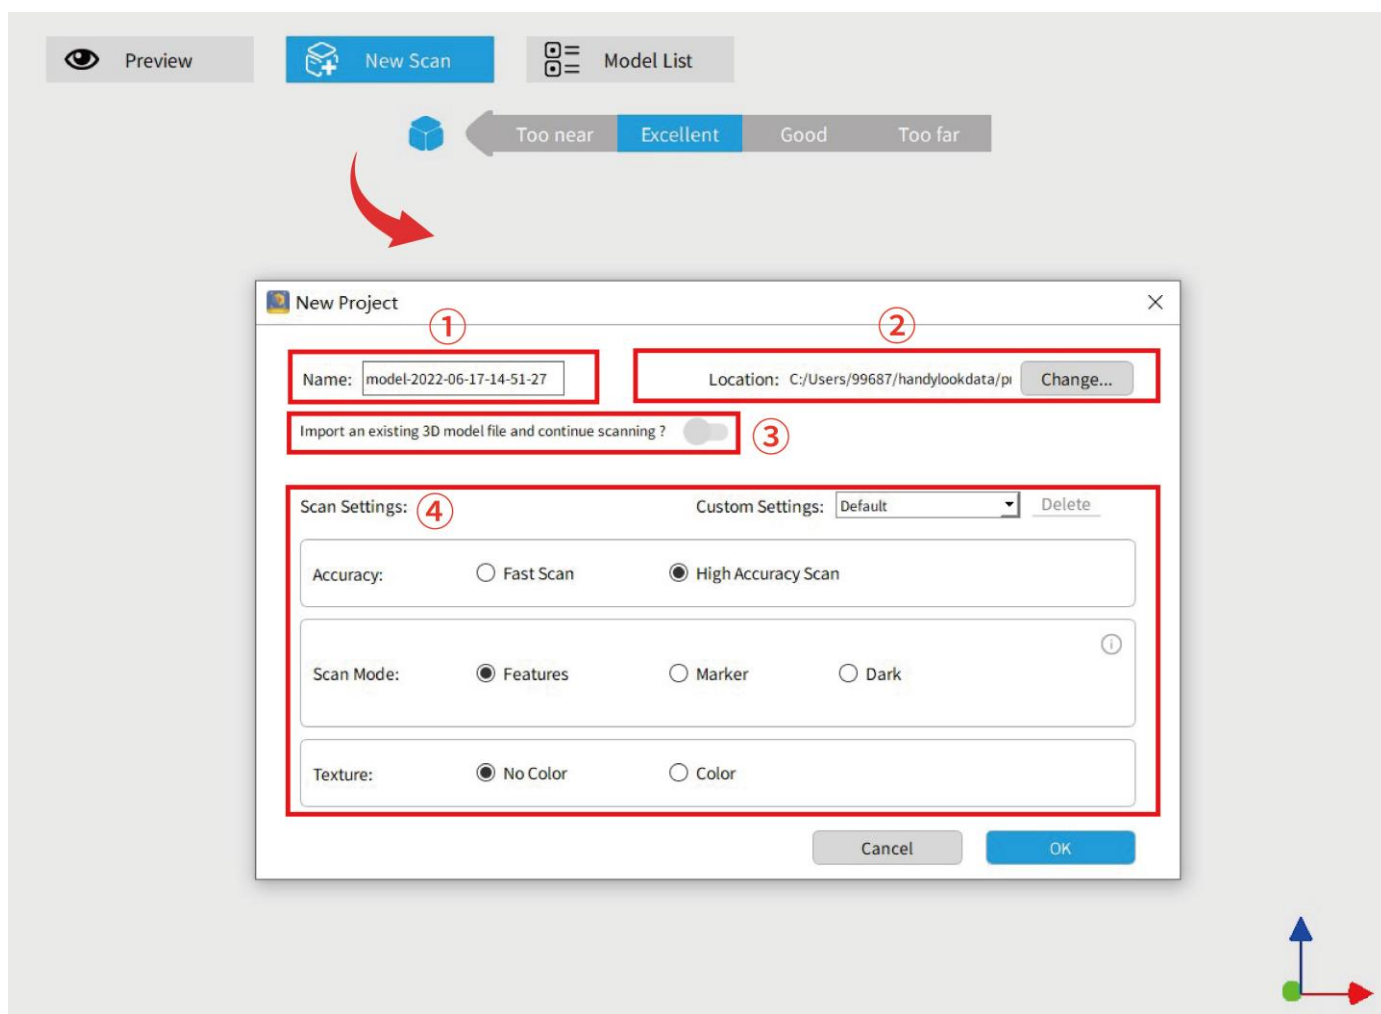 Preview New Scan Model List
Too near Excellent Good Too far
New Project
① ②
Name: model-2022-06-17-14-51-27 Location: C:/Users/99687/handylookdata/pr Change...
Import an existing 3D model file and continue scanning ? ③
Scan Settings: ④ Custom Settings: Default Delete
Accuracy: Fast Scan High Accuracy Scan
Scan Mode: Features Marker Dark
Texture: No Color Color
Cancel OK